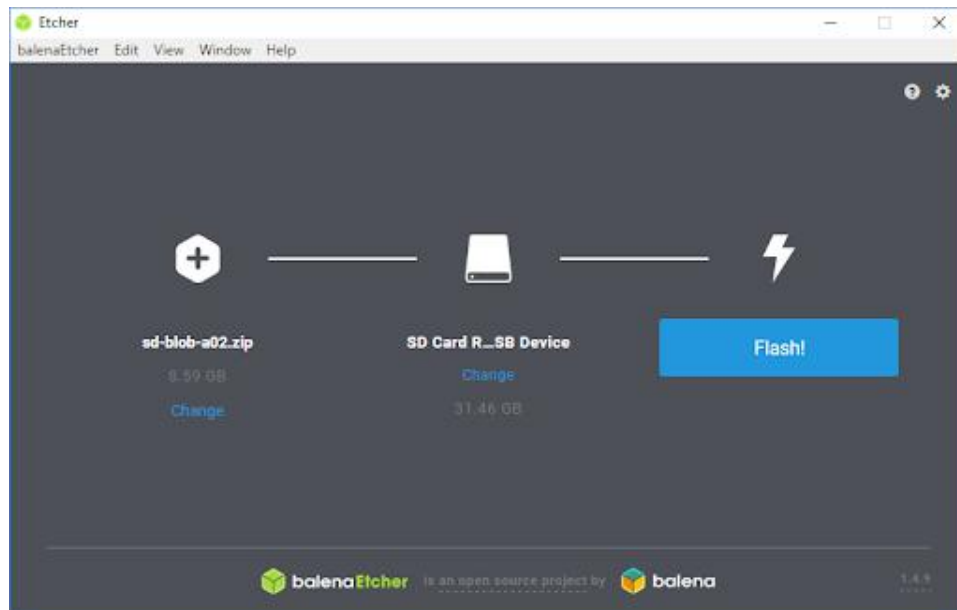 Etcher
balenaEtcher Edit View Window Help
sd-blob-a02.zip
8.59 GB
Change
SD Card R...SB Device
Change
31.46 GB
Flash!
balenaEtcher is an open source project by balena
1.4.9